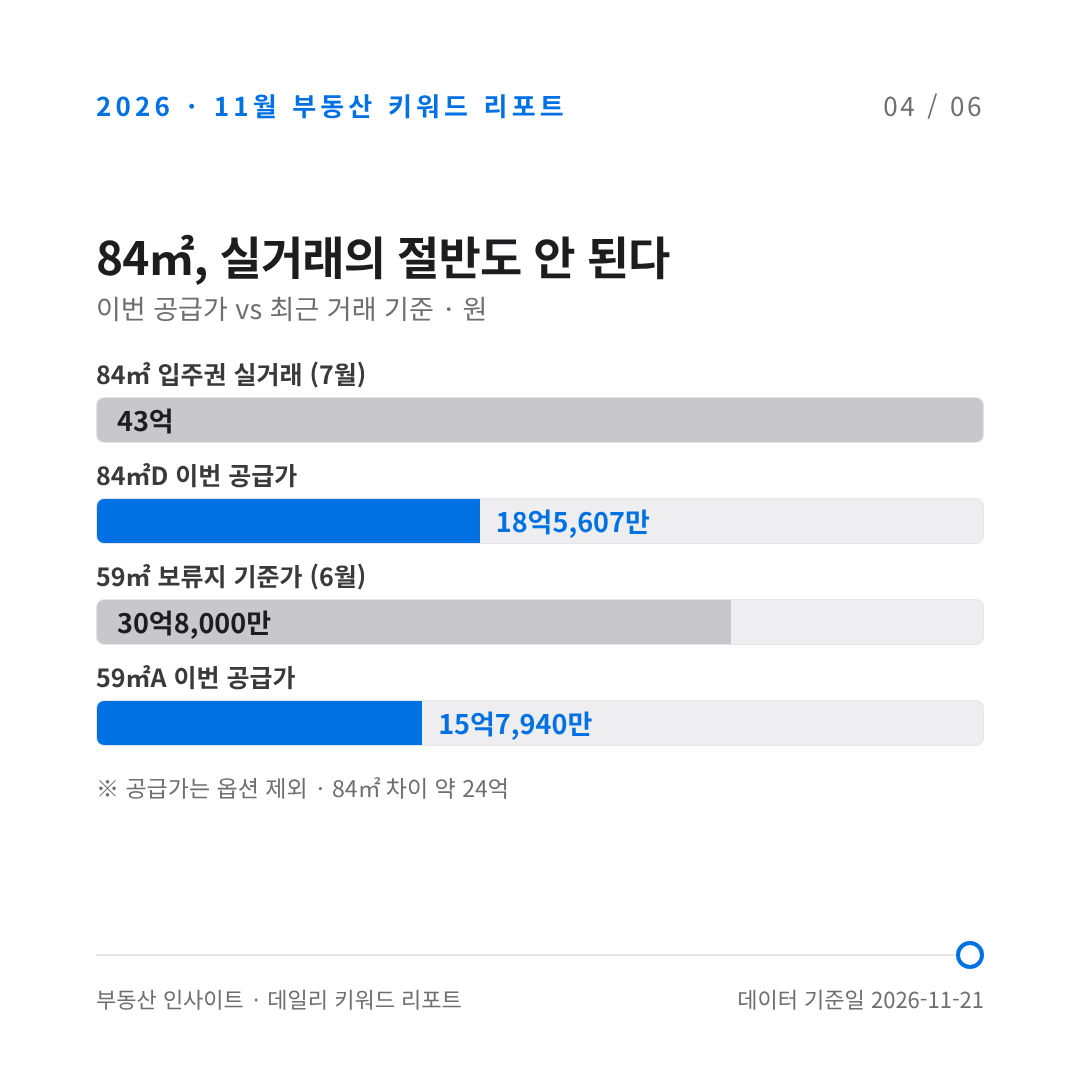 2026 · 11월 부동산 키워드 리포트
04 / 06
84㎡, 실거래의 절반도 안 된다
이번 공급가 vs 최근 거래 기준 · 원
84㎡ 입주권 실거래 (7월)
43억
84㎡D 이번 공급가
18억5,607만
59㎡ 보류지 기준가 (6월)
30억8,000만
59㎡A 이번 공급가
15억7,940만
※ 공급가는 옵션 제외 · 84㎡ 차이 약 24억
부동산 인사이트 · 데일리 키워드 리포트
데이터 기준일 2026-11-21